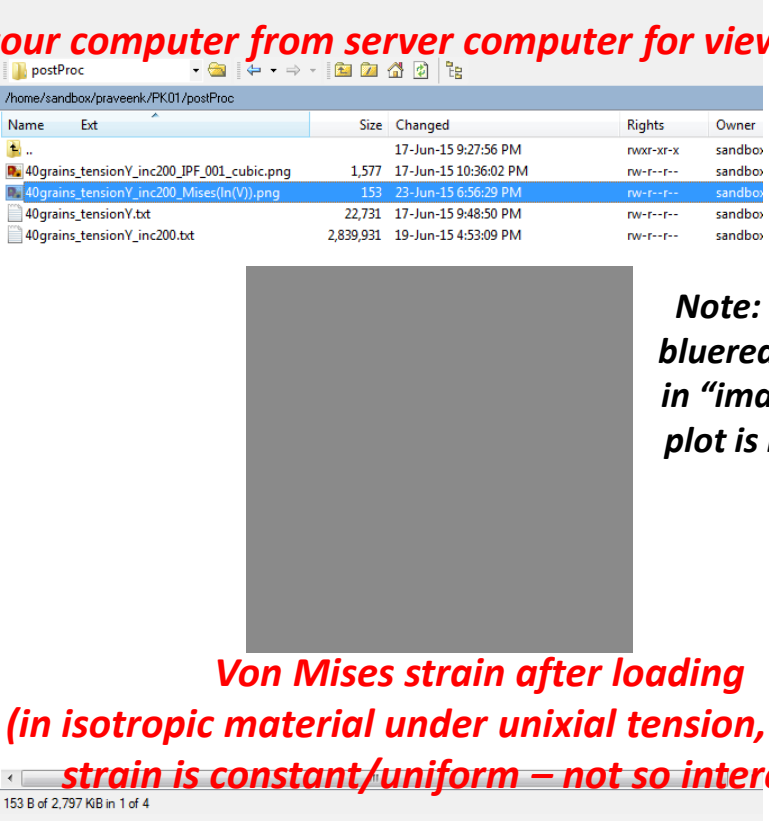 our computer from server computer for view
postProc
/home/sandbox/praveenk/PK01/postProc
Name Ext Size Changed Rights Owner
.. 17-Jun-15 9:27:56 PM rwxr-xr-x sandbox
40grains_tensionY_inc200_IPF_001_cubic.png 1,577 17-Jun-15 10:36:02 PM rw-r--r-- sandbox
40grains_tensionY_inc200_Mises(ln(V)).png 153 23-Jun-15 6:56:29 PM rw-r--r-- sandbox
40grains_tensionY.txt 22,731 17-Jun-15 9:48:50 PM rw-r--r-- sandbox
40grains_tensionY_inc200.txt 2,839,931 19-Jun-15 4:53:09 PM rw-r--r-- sandbox
Note:
bluered
in “ima
plot is
Von Mises strain after loading
(in isotropic material under unixial tension,
strain is constant/uniform – not so intere
153 B of 2,797 KiB in 1 of 4